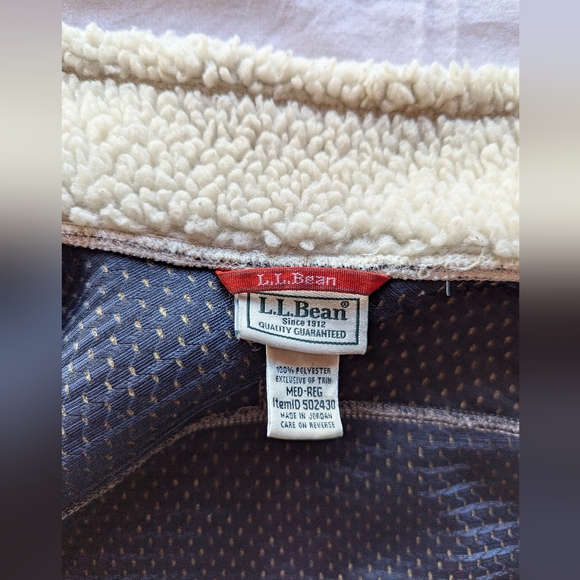 L.L.Bean
L.L.Bean®
Since 1912
QUALITY GUARANTEED
100% POLYESTER
EXCLUSIVE OF TRIM
MED-REG
ItemID 502430
MADE IN JORDAN
CARE ON REVERSE